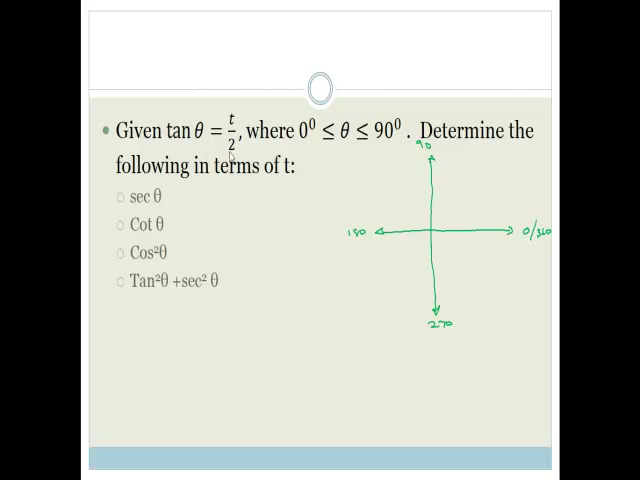 Given tan θ = t/2, where 0⁰ ≤ θ ≤ 90⁰ . Determine the
following in terms of t:
sec θ
Cot θ
Cos²θ
Tan²θ +sec² θ
90
180
0/360
270